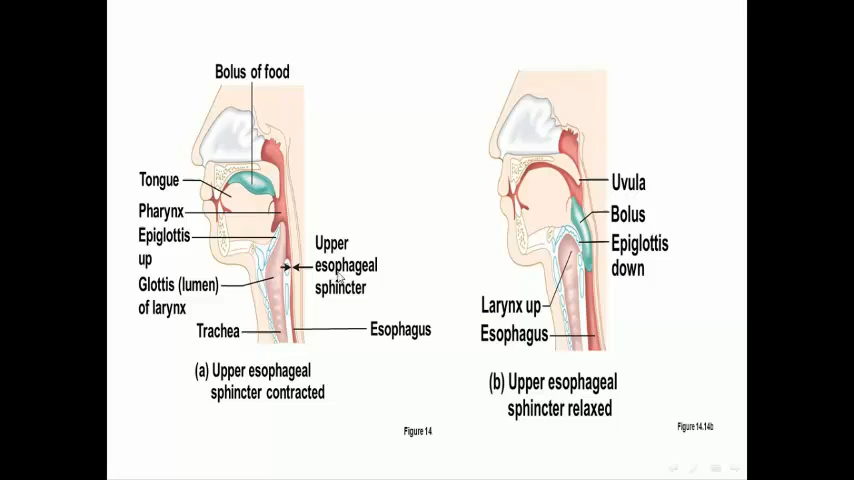 Bolus of food
Tongue
Pharynx
Epiglottis
up
Glottis (lumen)
of larynx
Trachea
Upper
esophageal
sphincter
Esophagus
(a) Upper esophageal
sphincter contracted
Figure 14
Uvula
Bolus
Epiglottis
down
Larynx up
Esophagus
(b) Upper esophageal
sphincter relaxed
Figure 14.14b